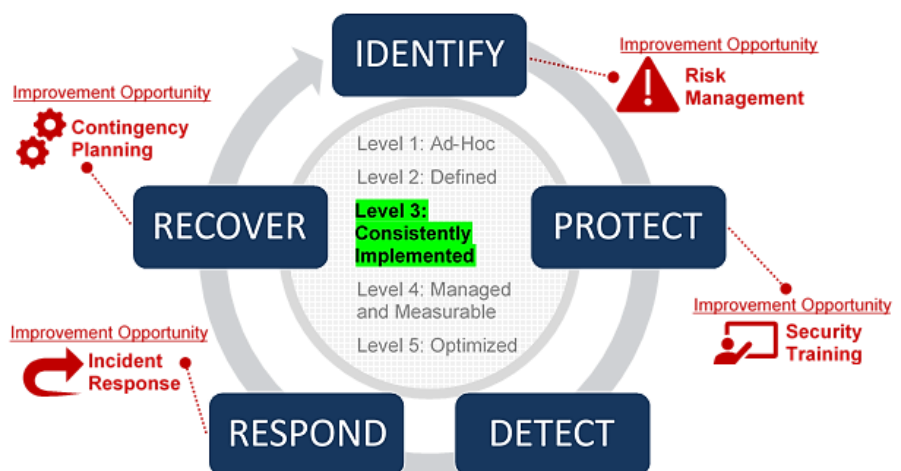 IDENTIFY
Improvement Opportunity
Risk
Management
Improvement Opportunity
Contingency
Planning
Level 1: Ad-Hoc
Level 2: Defined
Level 3:
Consistently
Implemented
Level 4: Managed
and Measurable
Level 5: Optimized
RECOVER
PROTECT
Improvement Opportunity
Security
Training
Improvement Opportunity
Incident
Response
RESPOND
DETECT